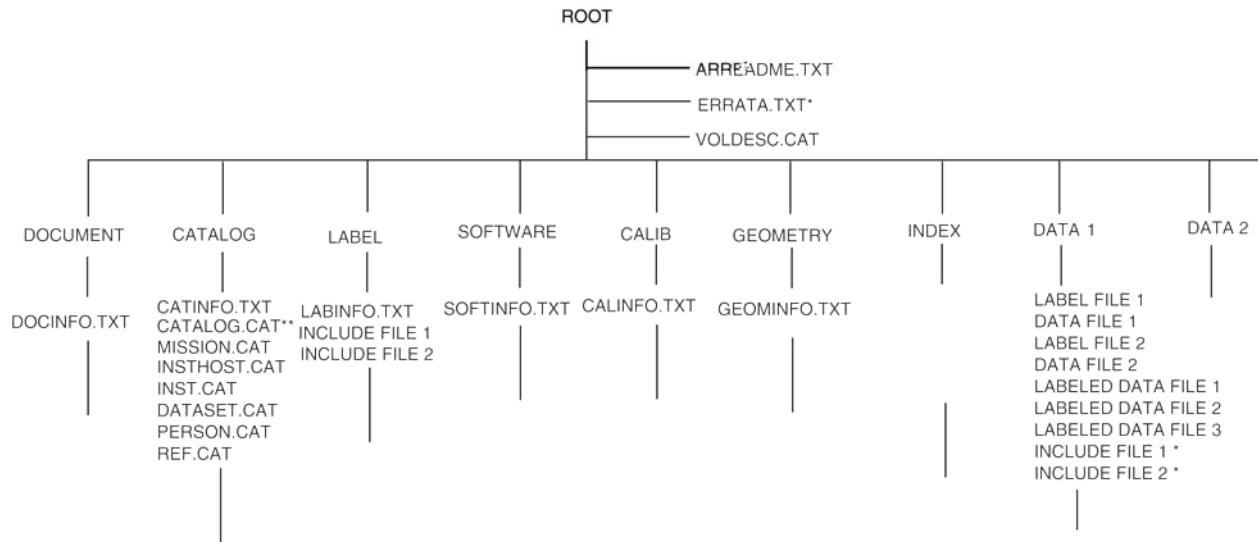 ROOT
ERRATA.TXT*
VOLDESC.CAT
DOCUMENT
CATALOG
LABEL
SOFTWARE
CALIB
GEOMETRY
INDEX
DATA 1
DATA 2
DOCINFO.TXT
CATINFO.TXT
CATALOG.CAT**
MISSION.CAT
INSTHOST.CAT
INST.CAT
DATASET.CAT
PERSON.CAT
REF.CAT
LABINFO.TXT
INCLUDE FILE 1
INCLUDE FILE 2
SOFTINFO.TXT
CALINFO.TXT
GEOMINFO.TXT
LABEL FILE 1
DATA FILE 1
LABEL FILE 2
DATA FILE 2
LABELED DATA FILE 1
LABELED DATA FILE 2
LABELED DATA FILE 3
INCLUDE FILE 1 *
INCLUDE FILE 2 *